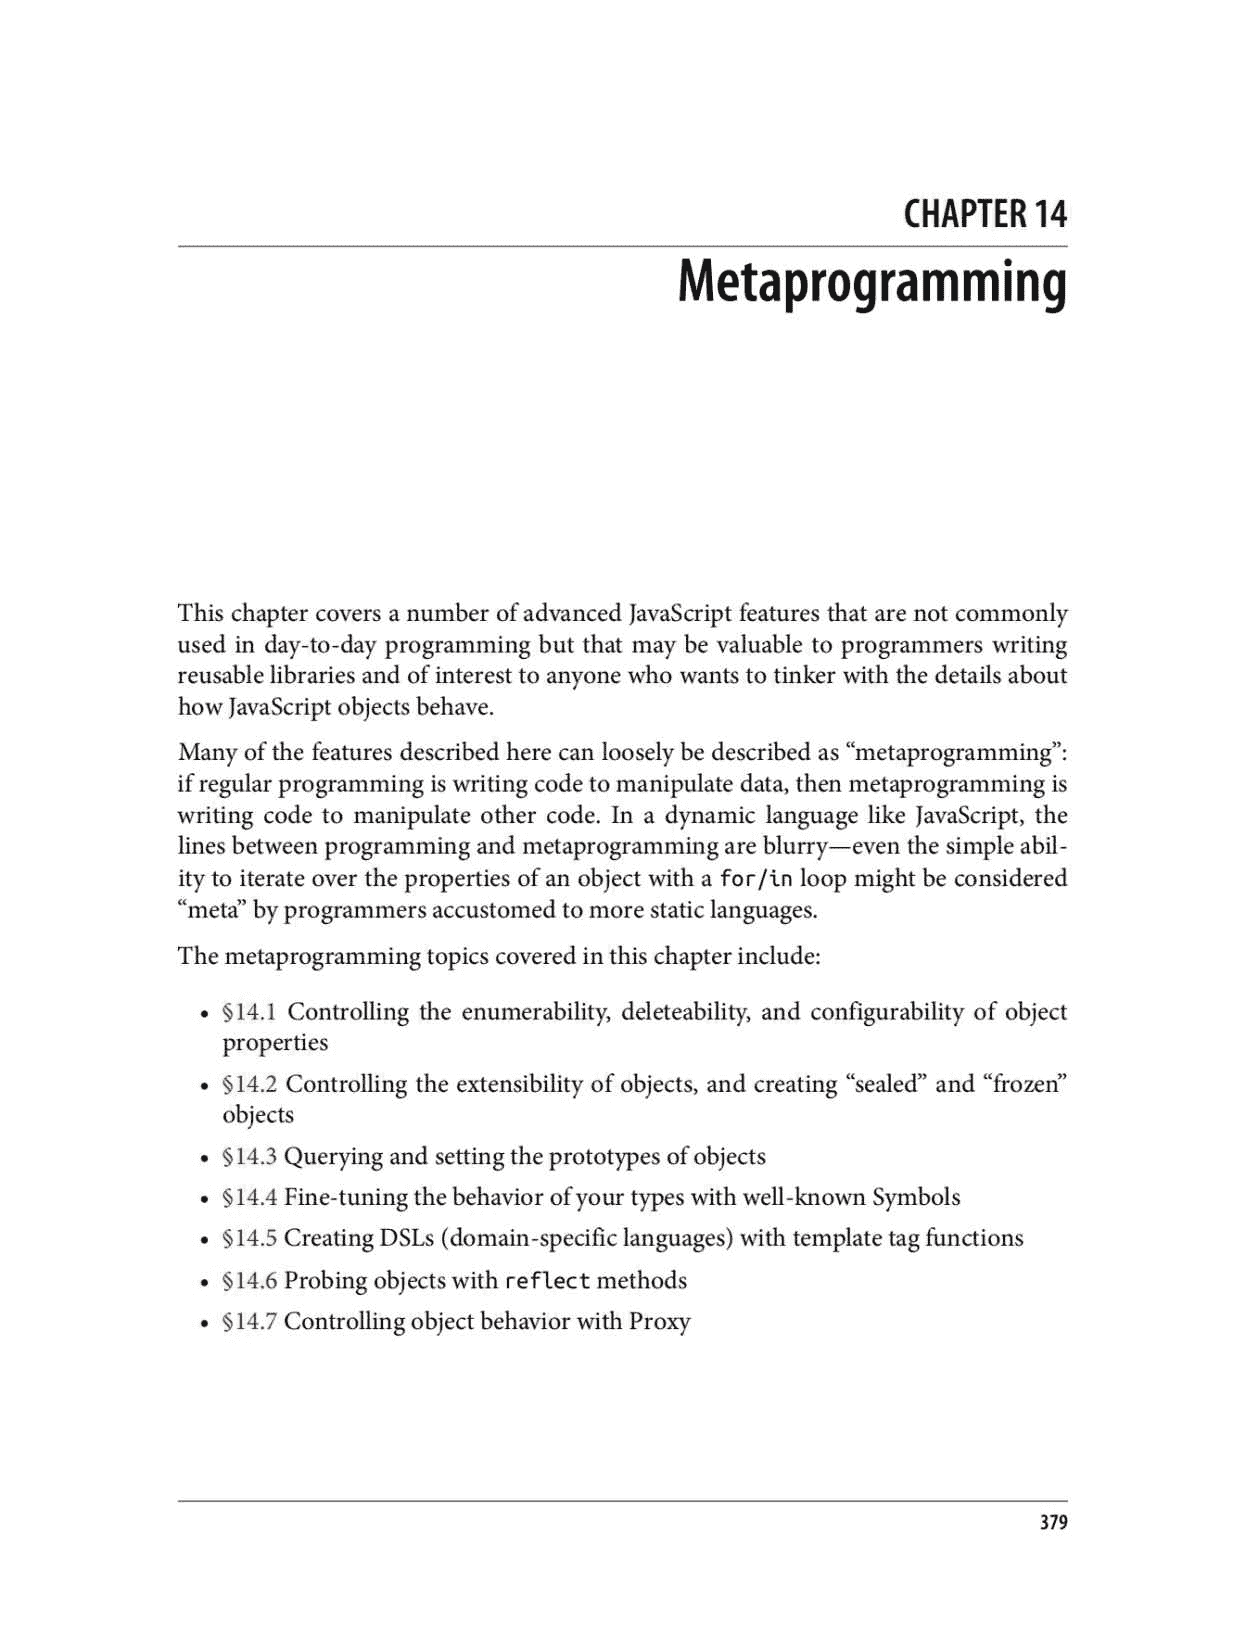 CHAPTER 14
Metaprogramming
This chapter covers a number of advanced JavaScript features that are not commonly
used in day-to-day programming but that may be valuable to programmers writing
reusable libraries and of interest to anyone who wants to tinker with the details about
how JavaScript objects behave.
Many of the features described here can loosely be described as “metaprogramming”:
if regular programming is writing code to manipulate data, then metaprogramming is
writing code to manipulate other code. In a dynamic language like JavaScript, the
lines between programming and metaprogramming are blurry—even the simple abil-
ity to iterate over the properties of an object with a for/in loop might be considered
“meta” by programmers accustomed to more static languages.
The metaprogramming topics covered in this chapter include:
• §14.1 Controlling the enumerability, deleteability, and configurability of object
properties
• §14.2 Controlling the extensibility of objects, and creating “sealed” and “frozen”
objects
• §14.3 Querying and setting the prototypes of objects
• §14.4 Fine-tuning the behavior of your types with well-known Symbols
• §14.5 Creating DSLs (domain-specific languages) with template tag functions
• §14.6 Probing objects with reflect methods
• §14.7 Controlling object behavior with Proxy
379